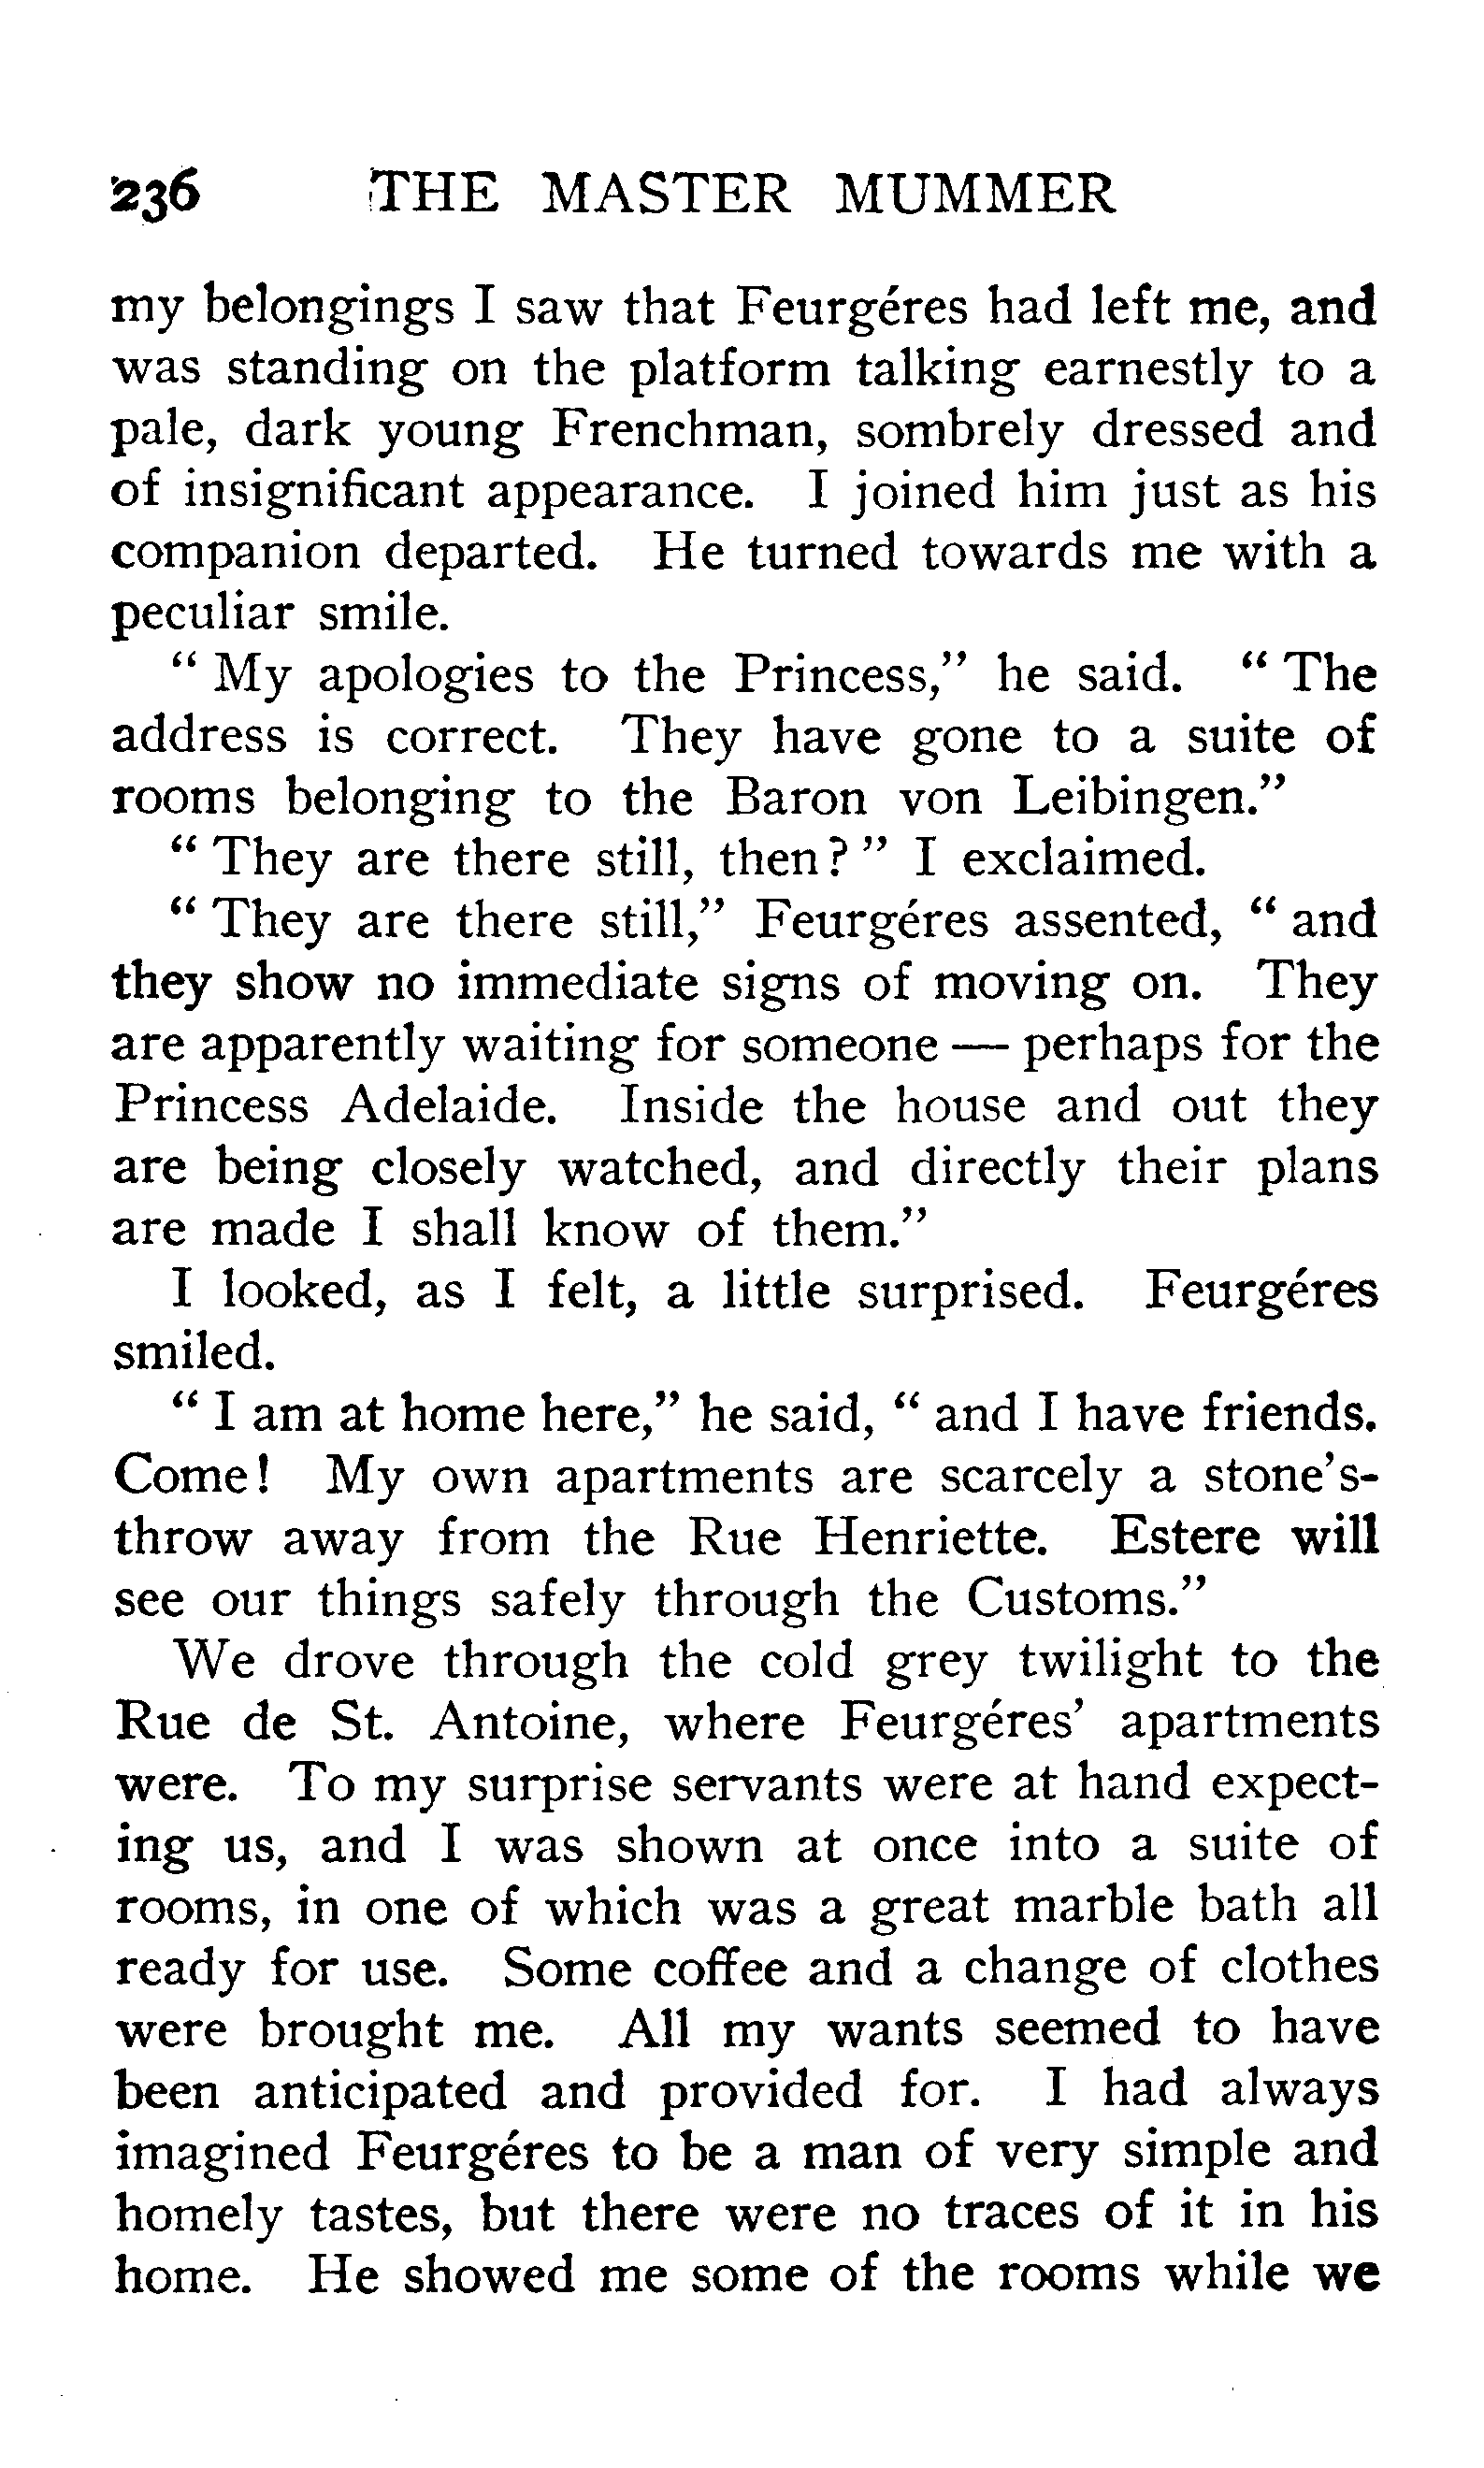 236 THE MASTER MUMMER
my belongings I saw that Feurgéres had left me, and
was standing on the platform talking earnestly to a
pale, dark young Frenchman, sombrely dressed and
of insignificant appearance. I joined him just as his
companion departed. He turned towards me with a
peculiar smile.
“ My apologies to the Princess,” he said. “ The
address is correct. They have gone to a suite of
rooms belonging to the Baron von Leibingen.”
“ They are there still, then ? ” I exclaimed.
“ They are there still,” Feurgéres assented, “ and
they show no immediate signs of moving on. They
are apparently waiting for someone — perhaps for the
Princess Adelaide. Inside the house and out they
are being closely watched, and directly their plans
are made I shall know of them.”
I looked, as I felt, a little surprised. Feurgéres
smiled.
“ I am at home here,” he said, “ and I have friends.
Come! My own apartments are scarcely a stone's-
throw away from the Rue Henriette. Estere will
see our things safely through the Customs.”
We drove through the cold grey twilight to the
Rue de St. Antoine, where Feurgéres' apartments
were. To my surprise servants were at hand expect-
ing us, and I was shown at once into a suite of
rooms, in one of which was a great marble bath all
ready for use. Some coffee and a change of clothes
were brought me. All my wants seemed to have
been anticipated and provided for. I had always
imagined Feurgéres to be a man of very simple and
homely tastes, but there were no traces of it in his
home. He showed me some of the rooms while we